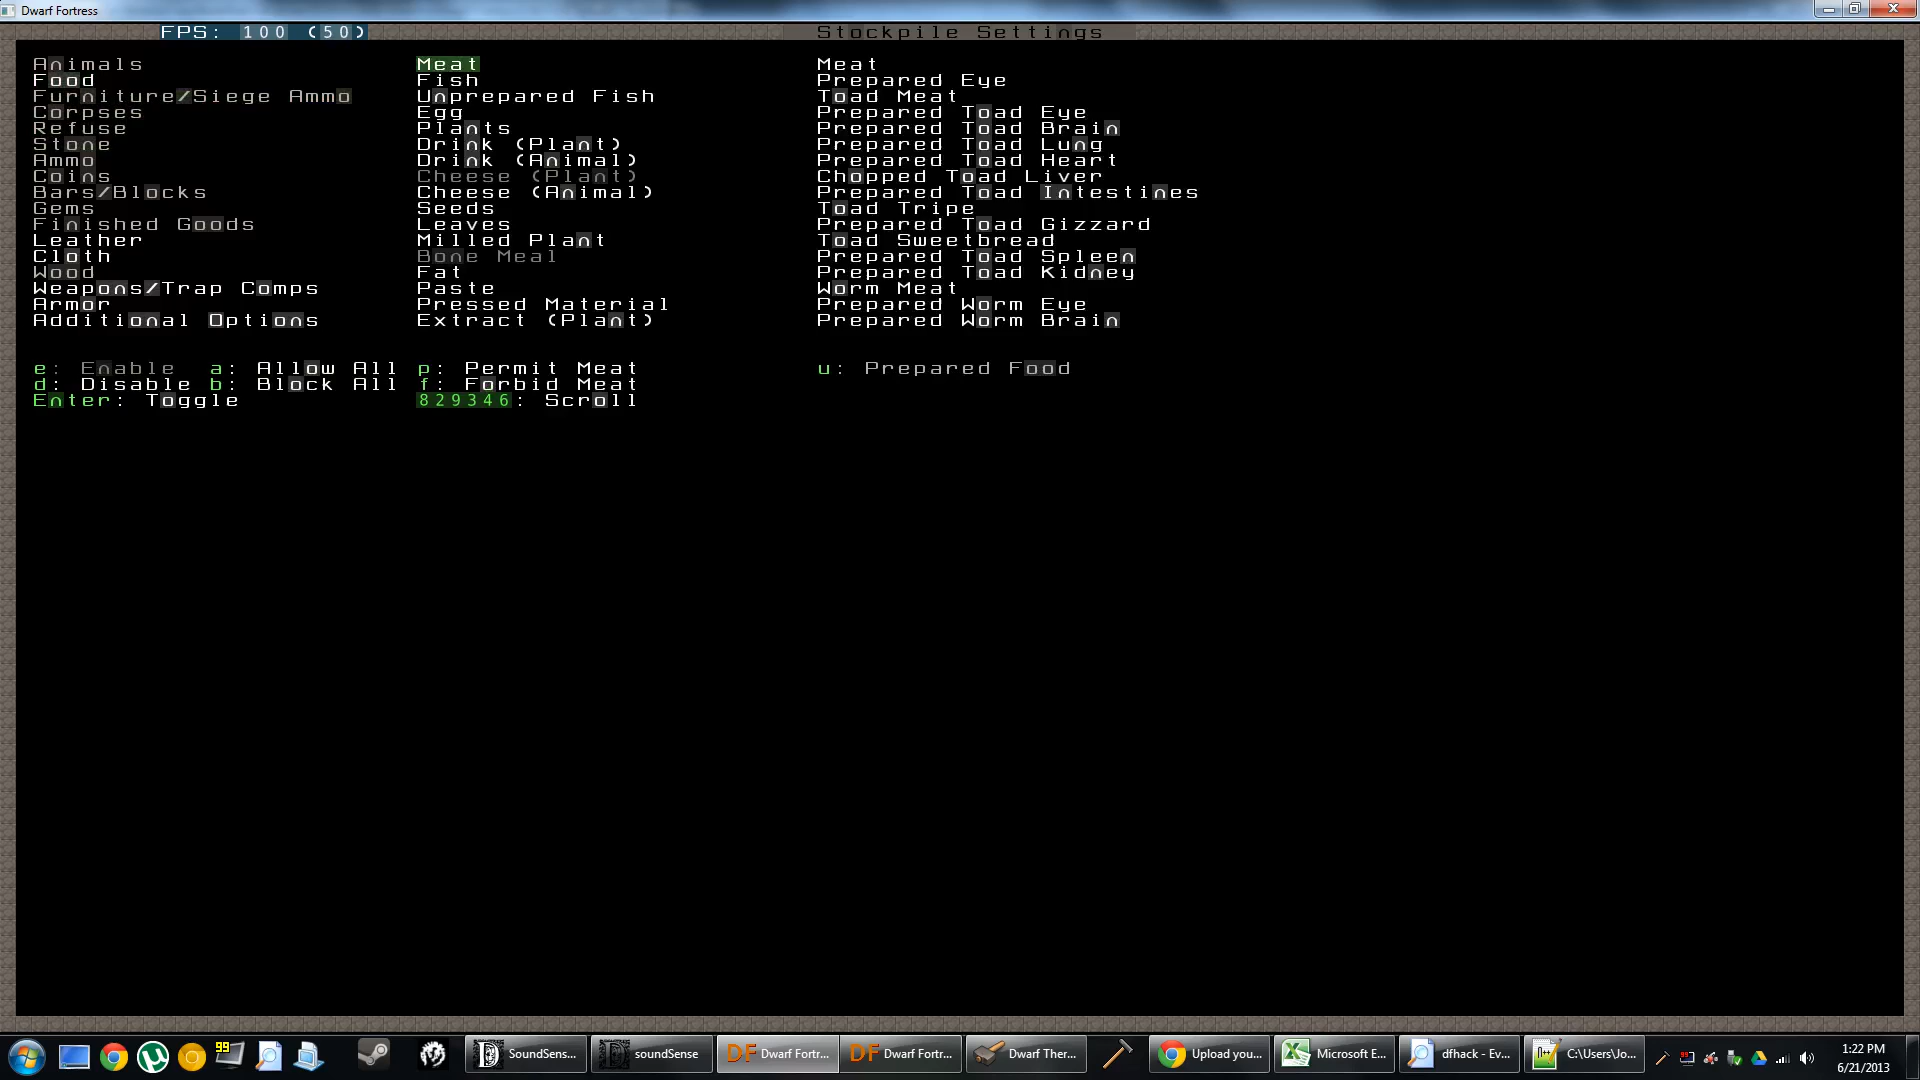 Dwarf Fortress
FPS: 100 (50)
Stockpile Settings
Animals
Food
Furniture/Siege Ammo
Corpses
Refuse
Stone
Ammo
Coins
Bars/Blocks
Gems
Finished Goods
Leather
Cloth
Wood
Weapons/Trap Comps
Armor
Additional Options
Meat
Fish
Unprepared Fish
Egg
Plants
Drink (Plant)
Drink (Animal)
Cheese (Plant)
Cheese (Animal)
Seeds
Leaves
Milled Plant
Bone Meal
Fat
Paste
Pressed Material
Extract (Plant)
Meat
Prepared Eye
Toad Meat
Prepared Toad Eye
Prepared Toad Brain
Prepared Toad Lung
Prepared Toad Heart
Chopped Toad Liver
Prepared Toad Intestines
Toad Tripe
Prepared Toad Gizzard
Toad Sweetbread
Prepared Toad Spleen
Prepared Toad Kidney
Worm Meat
Prepared Worm Eye
Prepared Worm Brain
e: Enable a: Allow All p: Permit Meat u: Prepared Food
d: Disable b: Block All f: Forbid Meat
Enter: Toggle 829346: Scroll
99
SoundSens...
soundSense
DF Dwarf Fortr...
DF Dwarf Fortr...
Dwarf Ther...
Upload you...
Microsoft E...
dfhack - Ev...
C:\Users\Jo...
1:22 PM
6/21/2013